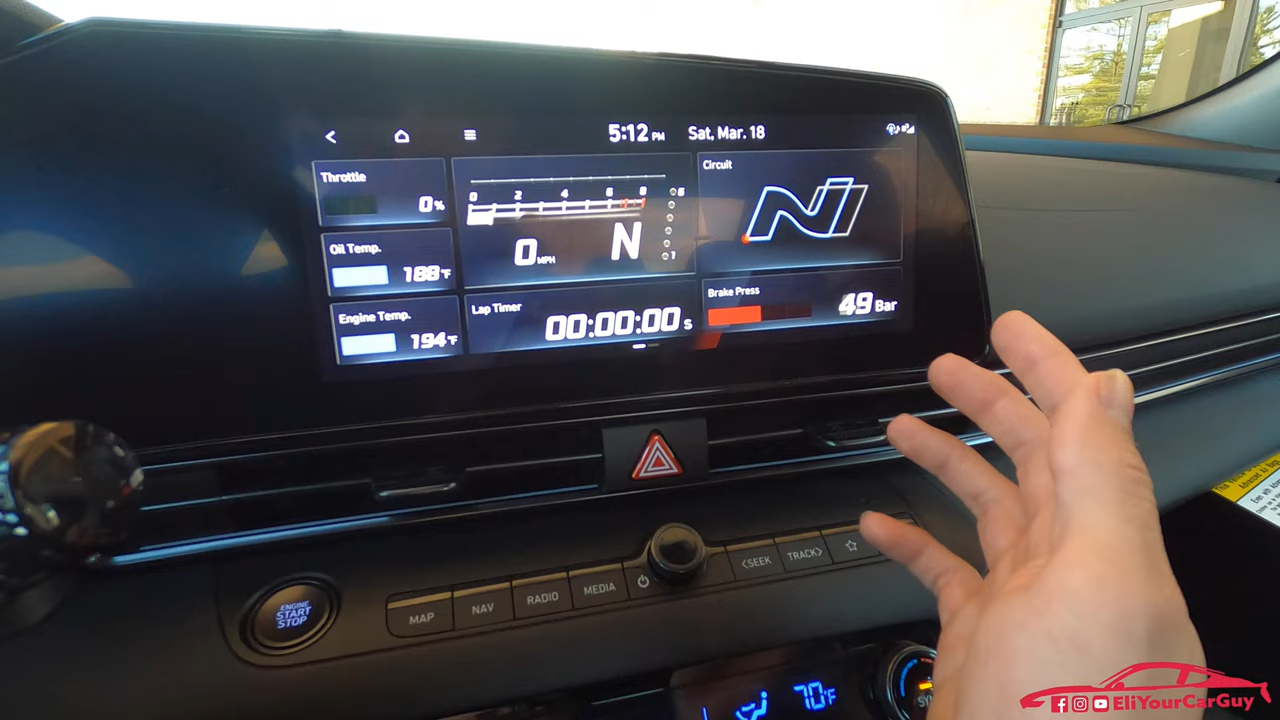 5:12 PM
Sat, Mar. 18
Throttle
0%
Oil Temp.
188°F
Engine Temp.
194°F
0 2 4 6 8
6
1
0 MPH
N
Lap Timer
00:00:00 s
Circuit
N
Brake Press
49 Bar
ENGINE
START
STOP
MAP
NAV
RADIO
MEDIA
<SEEK
TRACK>
70°F
EliYourCarGuy